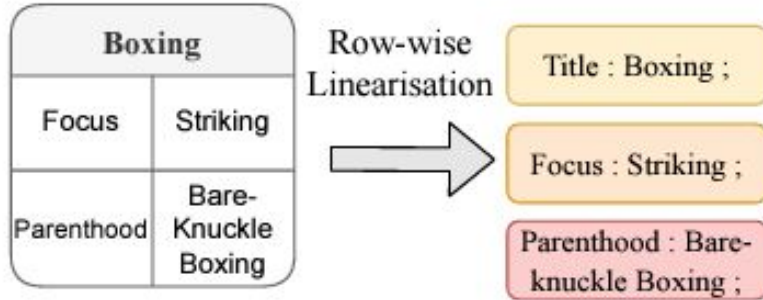 Boxing
Focus
Striking
Parenthood
Bare-
Knuckle
Boxing
Row-wise
Linearisation
Title : Boxing ;
Focus : Striking ;
Parenthood : Bare-
knuckle Boxing ;